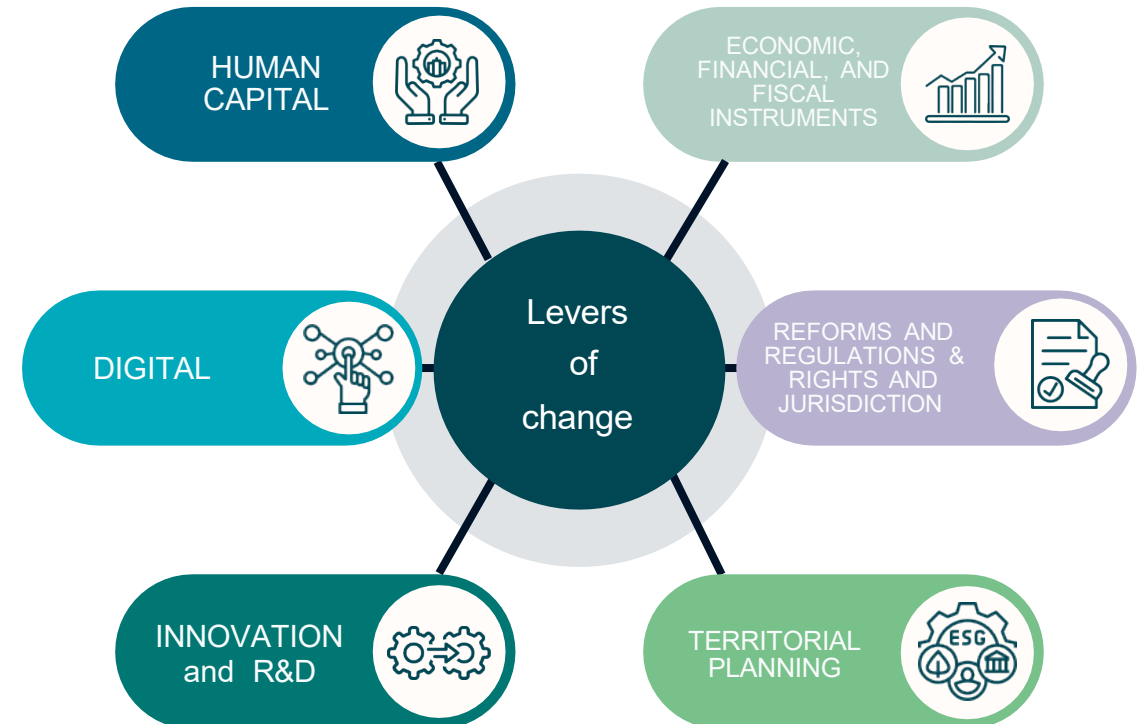 HUMAN
CAPITAL
ECONOMIC,
FINANCIAL, AND
FISCAL
INSTRUMENTS
Levers
of
change
DIGITAL
REFORMS AND
REGULATIONS &
RIGHTS AND
JURISDICTION
INNOVATION
and R&D
TERRITORIAL
PLANNING
ESG